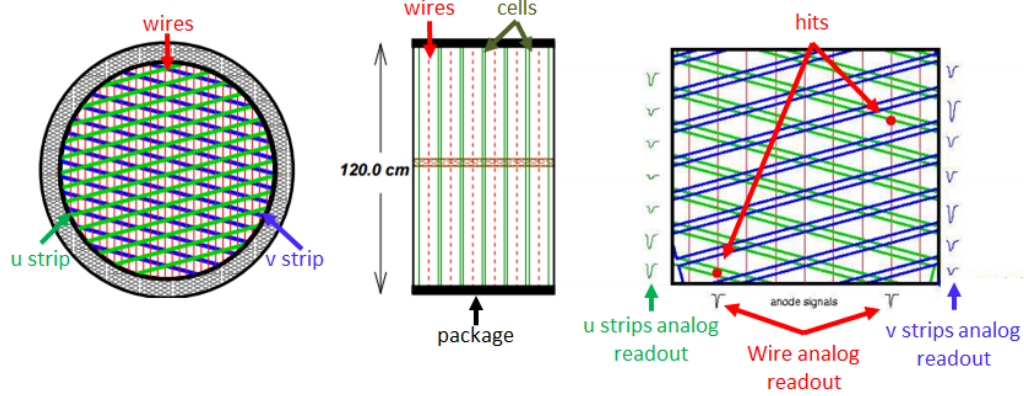 wires
u strip
v strip
wires
cells
120.0 cm
package
hits
anode signals
u strips analog
readout
Wire analog
readout
v strips analog
readout